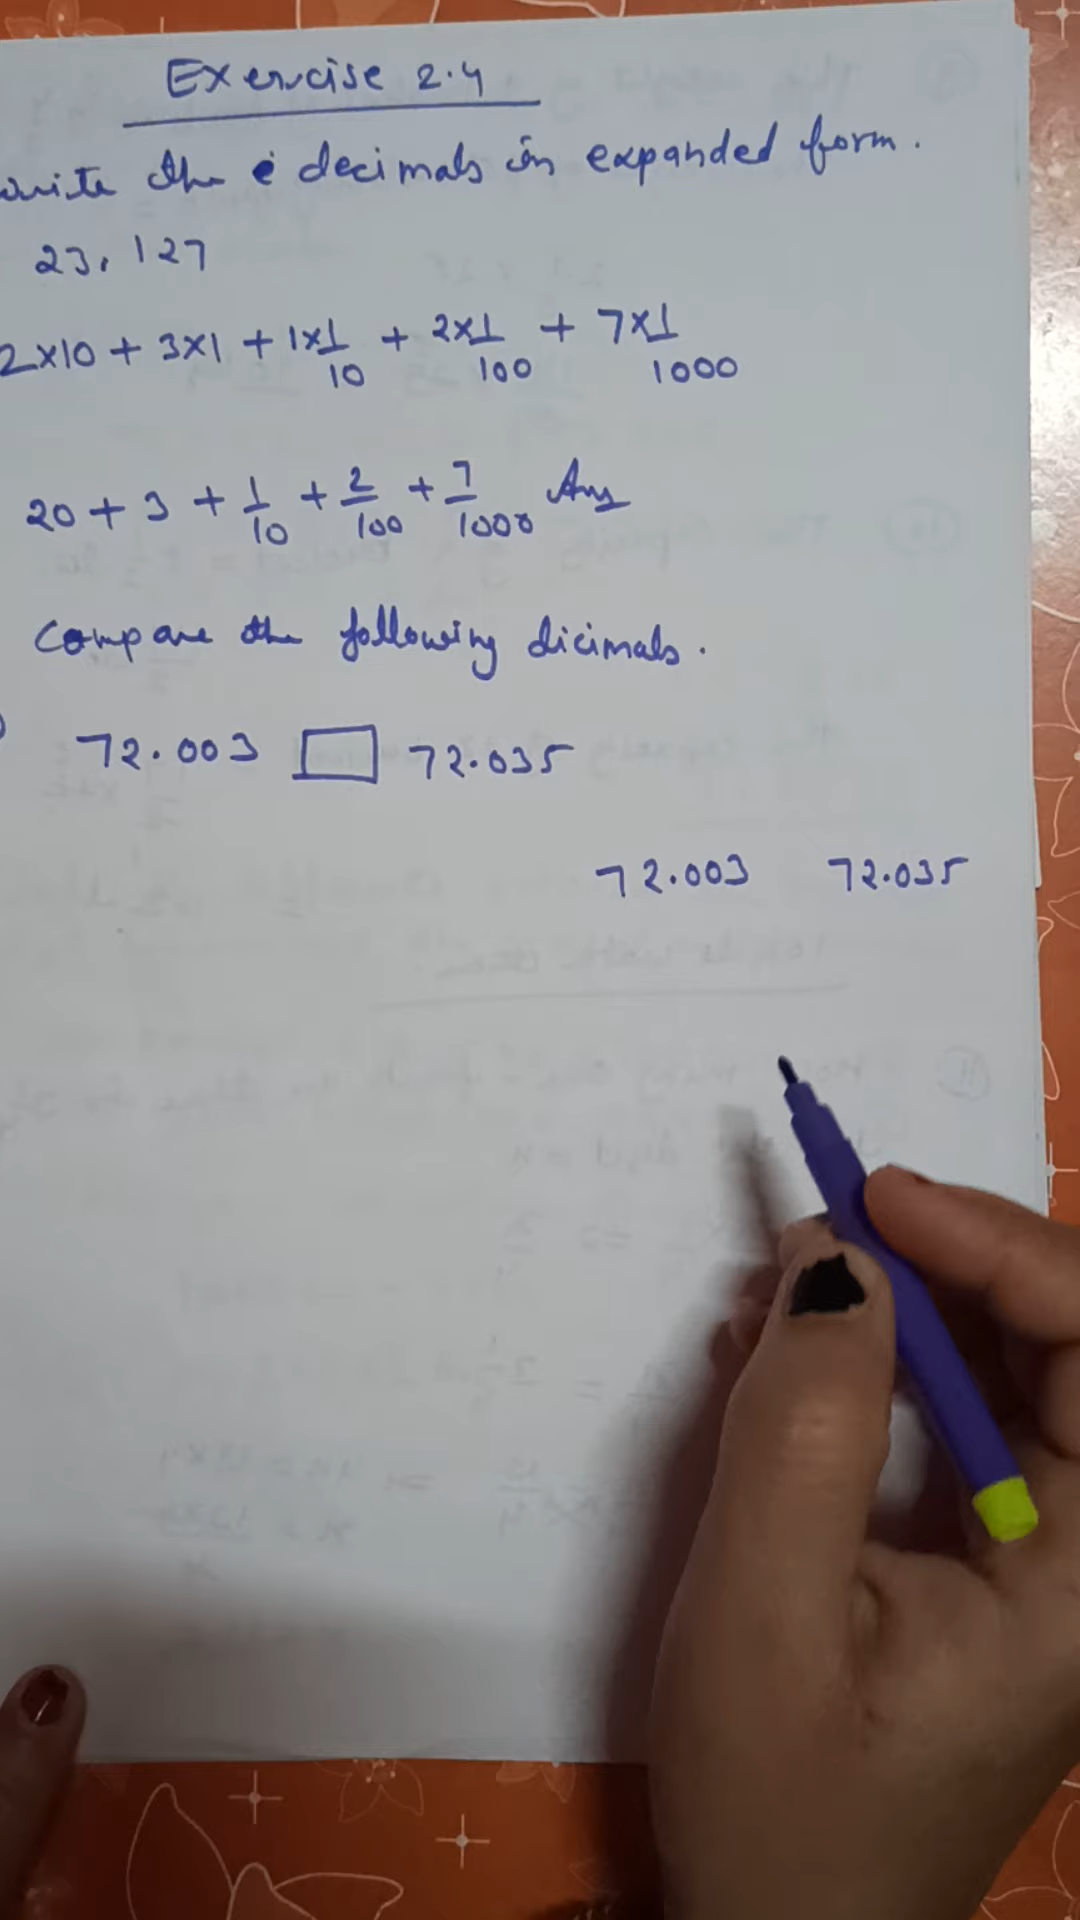 Exercise 2.4
write the decimals in expanded form.
23.127
2×10 + 3×1 + 1×1/10 + 2×1/100 + 7×1/1000
20 + 3 + 1/10 + 2/100 + 7/1000 Ans
Compare the following dicimals.
72.003 72.035
72.003 72.035